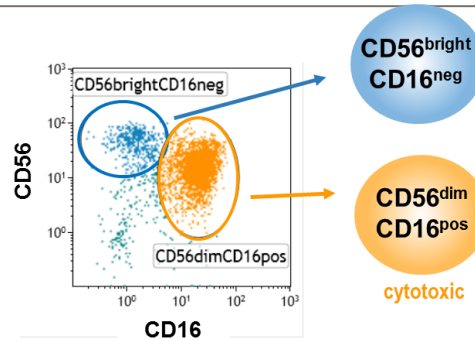 CD56bright
CD16neg
10³
CD56brightCD16neg
10²
CD56
10¹
10⁰
CD56dim
CD16pos
CD56dimCD16pos
cytotoxic
10⁰ 10¹ 10² 10³
CD16